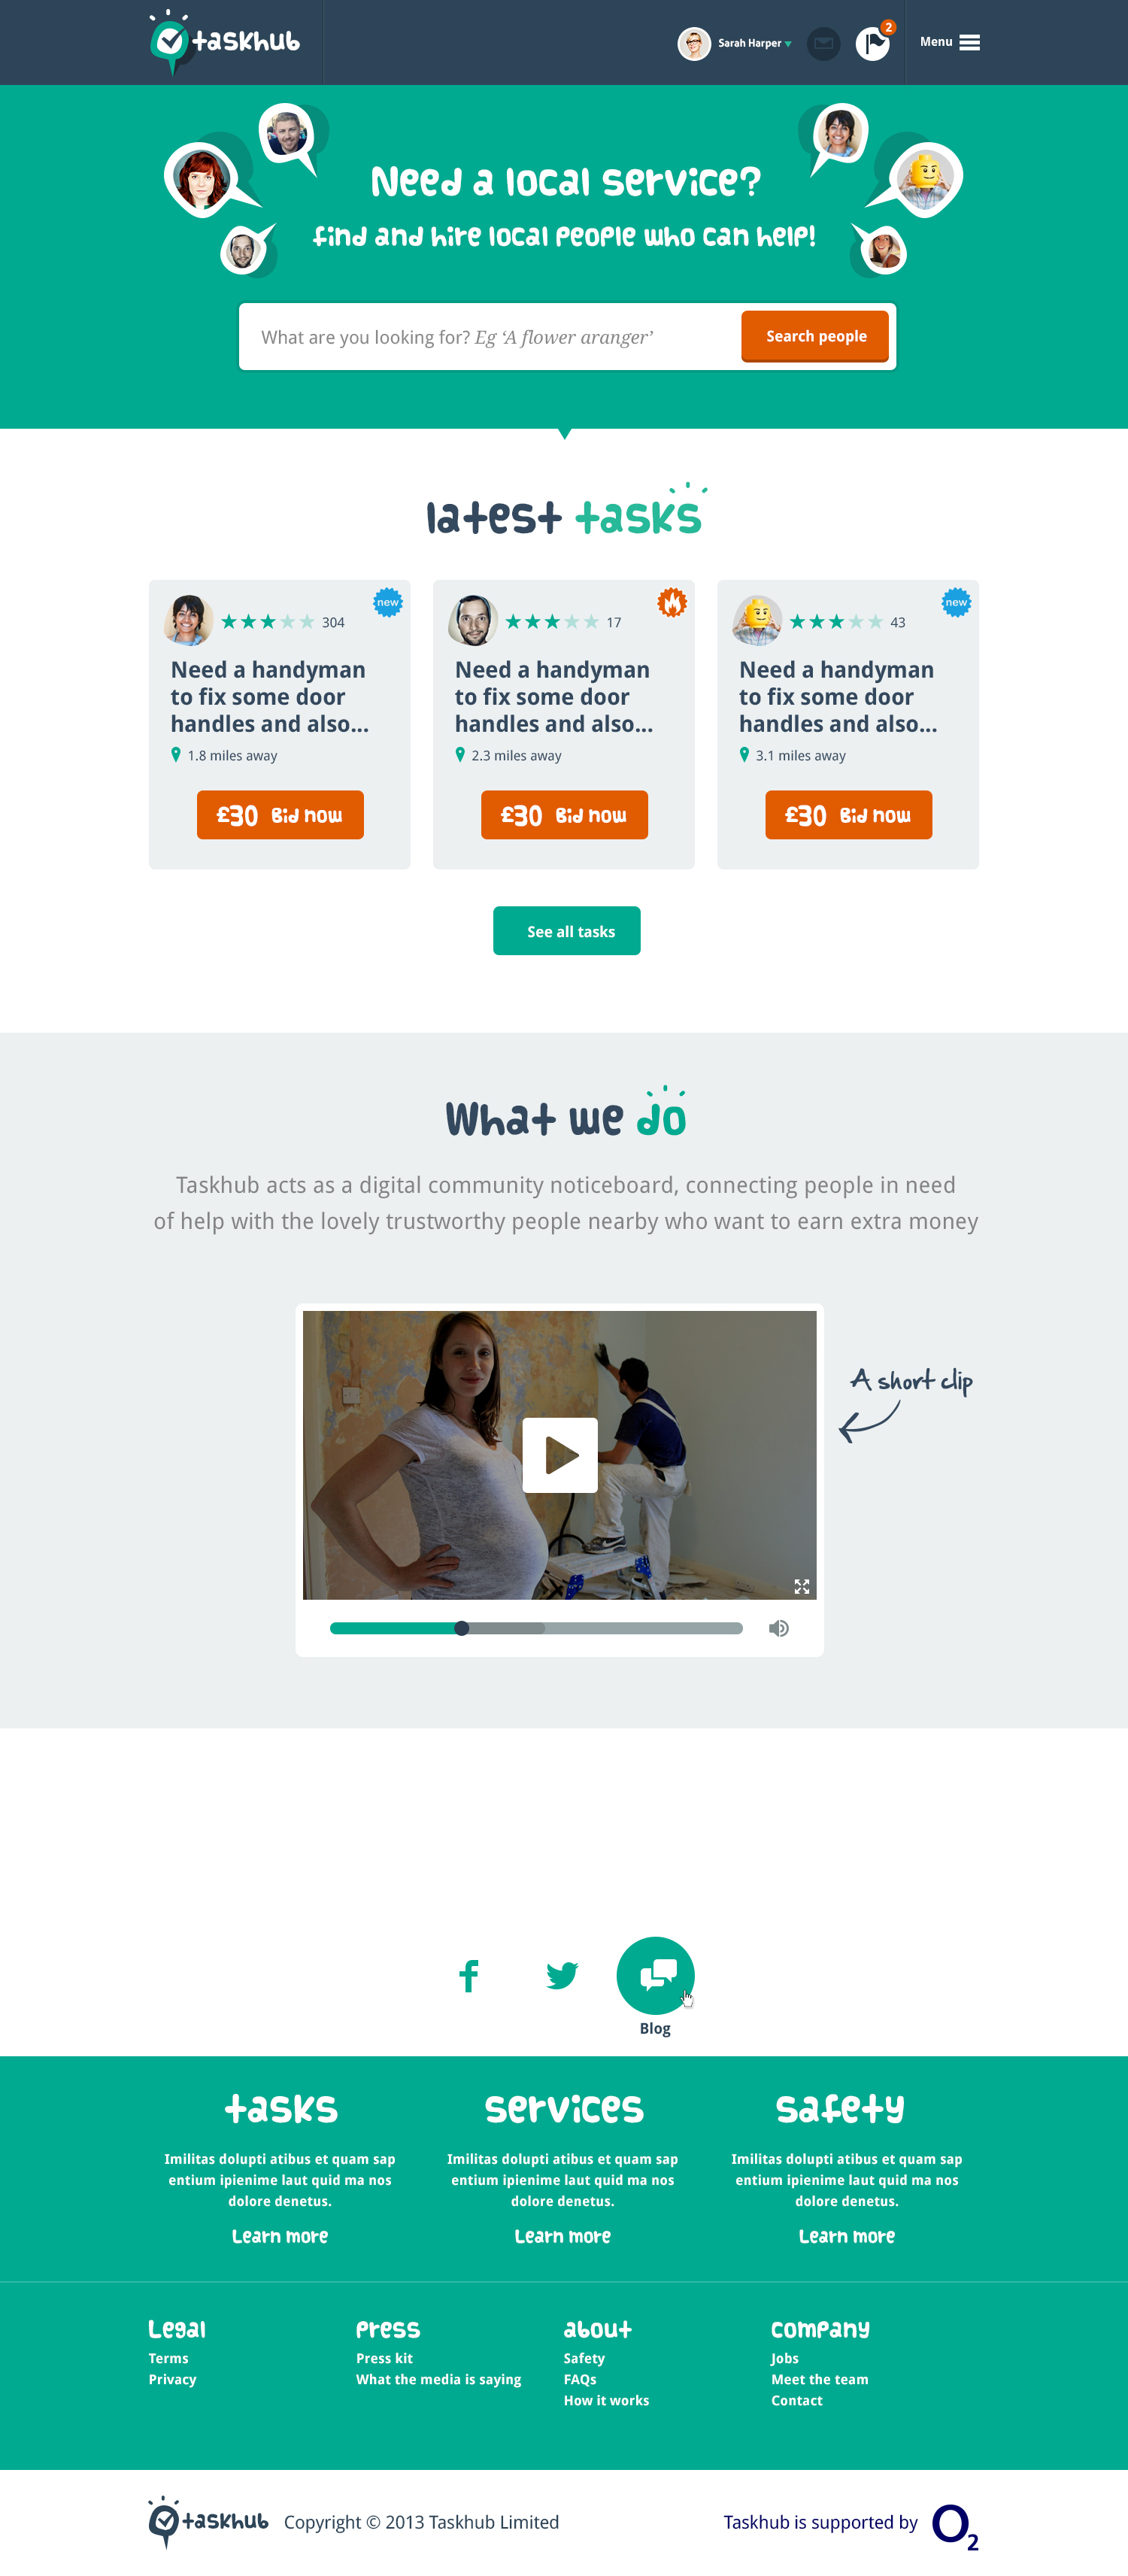 taskhub
Sarah Harper
2
Menu
Need a local service?
find and hire local people who can help!
What are you looking for? Eg ‘A flower aranger’
Search people
latest tasks
new
304
Need a handyman
to fix some door
handles and also...
1.8 miles away
£30 Bid now
17
Need a handyman
to fix some door
handles and also...
2.3 miles away
£30 Bid now
new
43
Need a handyman
to fix some door
handles and also...
3.1 miles away
£30 Bid now
See all tasks
What we do
Taskhub acts as a digital community noticeboard, connecting people in need
of help with the lovely trustworthy people nearby who want to earn extra money
A short clip
f
Blog
tasks
Imilitas dolupti atibus et quam sap
entium ipienime laut quid ma nos
dolore denetus.
Learn more
services
Imilitas dolupti atibus et quam sap
entium ipienime laut quid ma nos
dolore denetus.
Learn more
safety
Imilitas dolupti atibus et quam sap
entium ipienime laut quid ma nos
dolore denetus.
Learn more
Legal
Terms
Privacy
press
Press kit
What the media is saying
about
Safety
FAQs
How it works
company
Jobs
Meet the team
Contact
taskhub
Copyright © 2013 Taskhub Limited
Taskhub is supported by O2